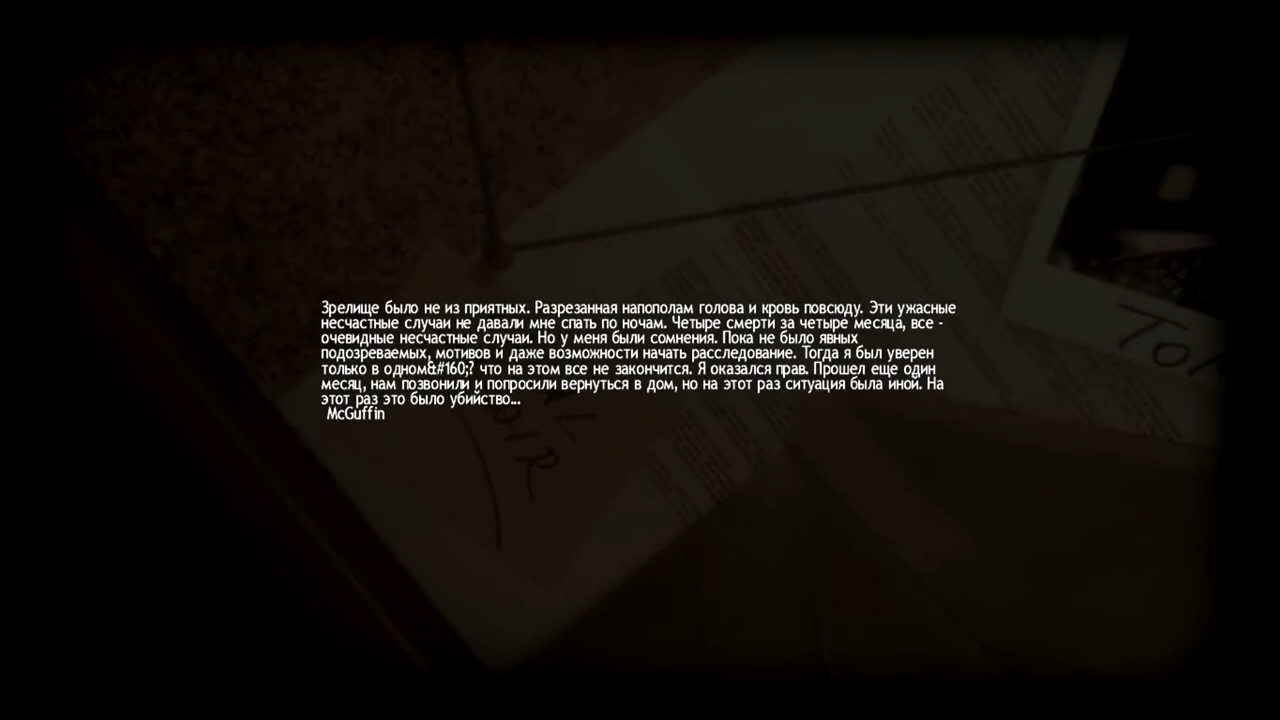 Зрелище было не из приятных. Разрезанная напополам голова и кровь повсюду. Эти ужасные
несчастные случаи не давали мне спать по ночам. Четыре смерти за четыре месяца, все -
очевидные несчастные случаи. Но у меня были сомнения. Пока не было явных
подозреваемых, мотивов и даже возможности начать расследование. Тогда я был уверен
только в одном&#160;? что на этом все не закончится. Я оказался прав. Прошел еще один
месяц, нам позвонили и попросили вернуться в дом, но на этот раз ситуация была иной. На
этот раз это было убийство...
McGuffin